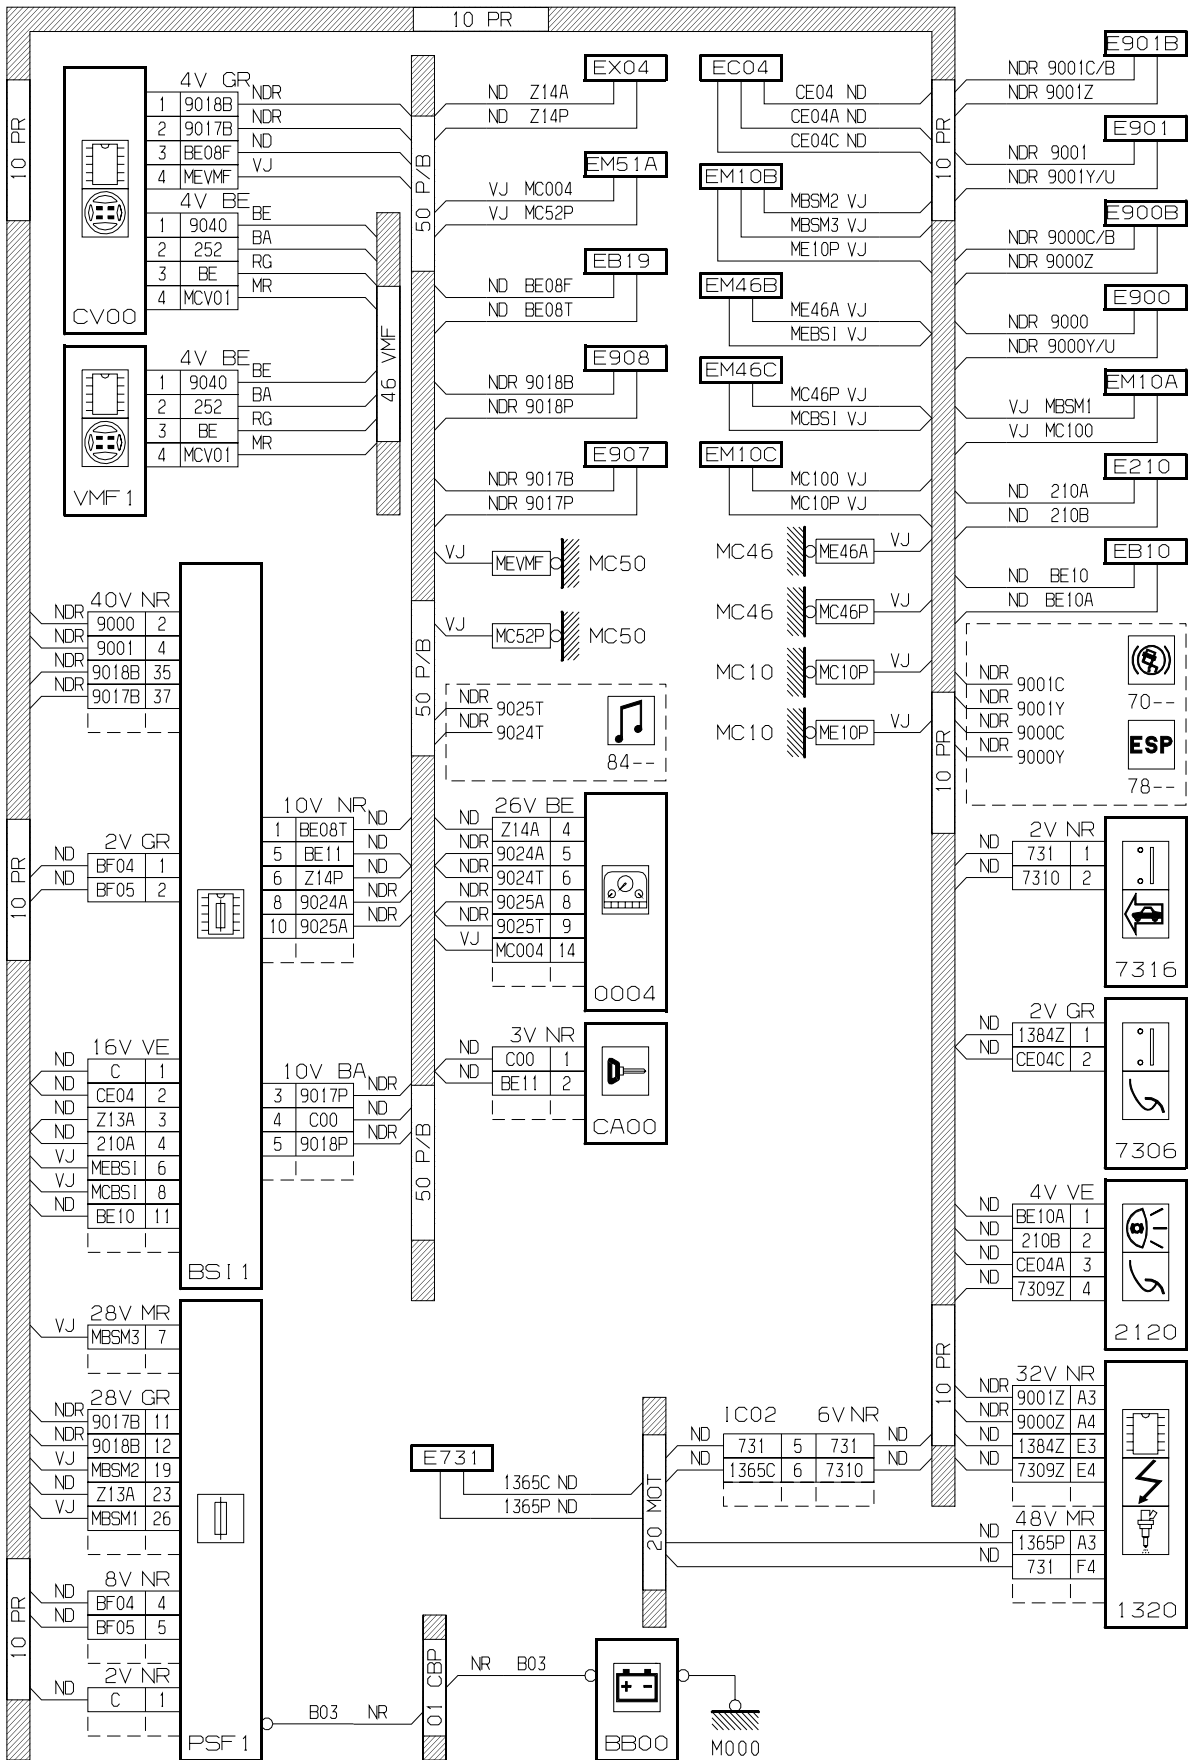 10 PR
10 PR
CV00
4V GR
1 9018B NDR
2 9017B NDR
3 BE08F ND
4 MEVMF VJ
4V BE
1 9040 BE
2 252 BA
3 BE RG
4 MCV01 MR
VMF1
4V BE
1 9040 BE
2 252 BA
3 BE RG
4 MCV01 MR
46 VMF
50 P/B
EX04
ND Z14A
ND Z14P
EM51A
VJ MC004
VJ MC52P
EB19
ND BE08F
ND BE08T
E908
NDR 9018B
NDR 9018P
E907
NDR 9017B
NDR 9017P
VJ MEVMF MC50
VJ MC52P MC50
50 P/B
NDR 9025T
NDR 9024T
84--
EC04
CE04 ND
CE04A ND
CE04C ND
EM10B
MBSM2 VJ
MBSM3 VJ
ME10P VJ
EM46B
ME46A VJ
MEBSI VJ
EM46C
MC46P VJ
MCBSI VJ
EM10C
MC100 VJ
MC10P VJ
MC46 ME46A VJ
MC46 MC46P VJ
MC10 MC10P VJ
MC10 ME10P VJ
10 PR
10 PR
E901B
NDR 9001C/B
NDR 9001Z
E901
NDR 9001
NDR 9001Y/U
E900B
NDR 9000C/B
NDR 9000Z
E900
NDR 9000
NDR 9000Y/U
EM10A
VJ MBSM1
VJ MC100
E210
ND 210A
ND 210B
EB10
ND BE10
ND BE10A
NDR 9001C
NDR 9001Y
NDR 9000C
NDR 9000Y
70--
ESP
78--
40V NR
NDR 9000 2
NDR 9001 4
NDR 9018B 35
NDR 9017B 37
10 PR
2V GR
ND BF04 1
ND BF05 2
16V VE
ND C 1
ND CE04 2
ND Z13A 3
ND 210A 4
VJ MEBSI 6
VJ MCBSI 8
ND BE10 11
BSI1
10V NR
1 BE08T ND
5 BE11 ND
6 Z14P ND
8 9024A NDR
10 9025A NDR
10V BA
3 9017P NDR
4 C00 ND
5 9018P NDR
50 P/B
26V BE
ND Z14A 4
NDR 9024A 5
NDR 9024T 6
NDR 9025A 8
NDR 9025T 9
VJ MC004 14
0004
3V NR
ND C00 1
ND BE11 2
CA00
2V NR
ND 731 1
ND 7310 2
7316
2V GR
ND 1384Z 1
ND CE04C 2
7306
4V VE
ND BE10A 1
ND 210B 2
ND CE04A 3
ND 7309Z 4
2120
28V MR
VJ MBSM3 7
28V GR
NDR 9017B 11
NDR 9018B 12
VJ MBSM2 19
ND Z13A 23
VJ MBSM1 26
8V NR
ND BF04 4
ND BF05 5
10 PR
2V NR
ND C 1
PSF1
B03 NR
01 CBP
NR B03
BB00
M000
E731
1365C ND
1365P ND
20 MOT
IC02 6V NR
ND 731 5 731 ND
ND 1365C 6 7310 ND
10 PR
32V NR
NDR 9001Z A3
NDR 9000Z A4
ND 1384Z E3
ND 7309Z E4
48V MR
ND 1365P A3
ND 731 F4
1320